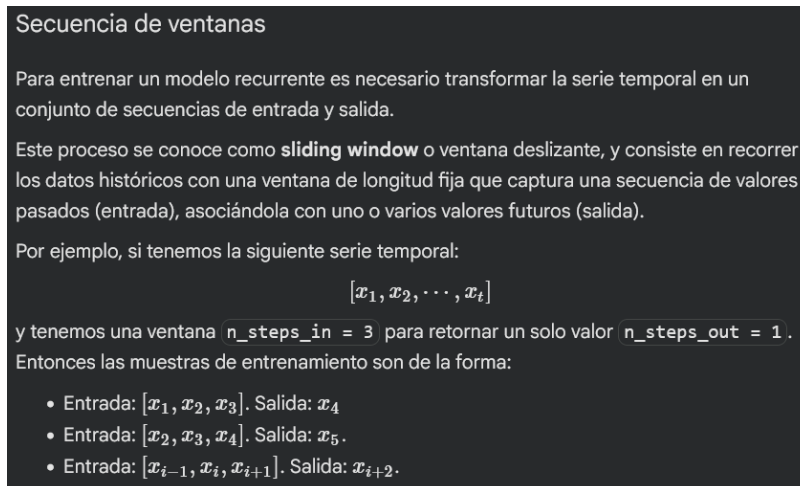 Secuencia de ventanas
Para entrenar un modelo recurrente es necesario transformar la serie temporal en un
conjunto de secuencias de entrada y salida.
Este proceso se conoce como sliding window o ventana deslizante, y consiste en recorrer
los datos históricos con una ventana de longitud fija que captura una secuencia de valores
pasados (entrada), asociándola con uno o varios valores futuros (salida).
Por ejemplo, si tenemos la siguiente serie temporal:
[x₁, x₂, ⋯, xₜ]
y tenemos una ventana n_steps_in = 3 para retornar un solo valor n_steps_out = 1.
Entonces las muestras de entrenamiento son de la forma:
• Entrada: [x₁, x₂, x₃]. Salida: x₄
• Entrada: [x₂, x₃, x₄]. Salida: x₅.
• Entrada: [xᵢ₋₁, xᵢ, xᵢ₊₁]. Salida: xᵢ₊₂.